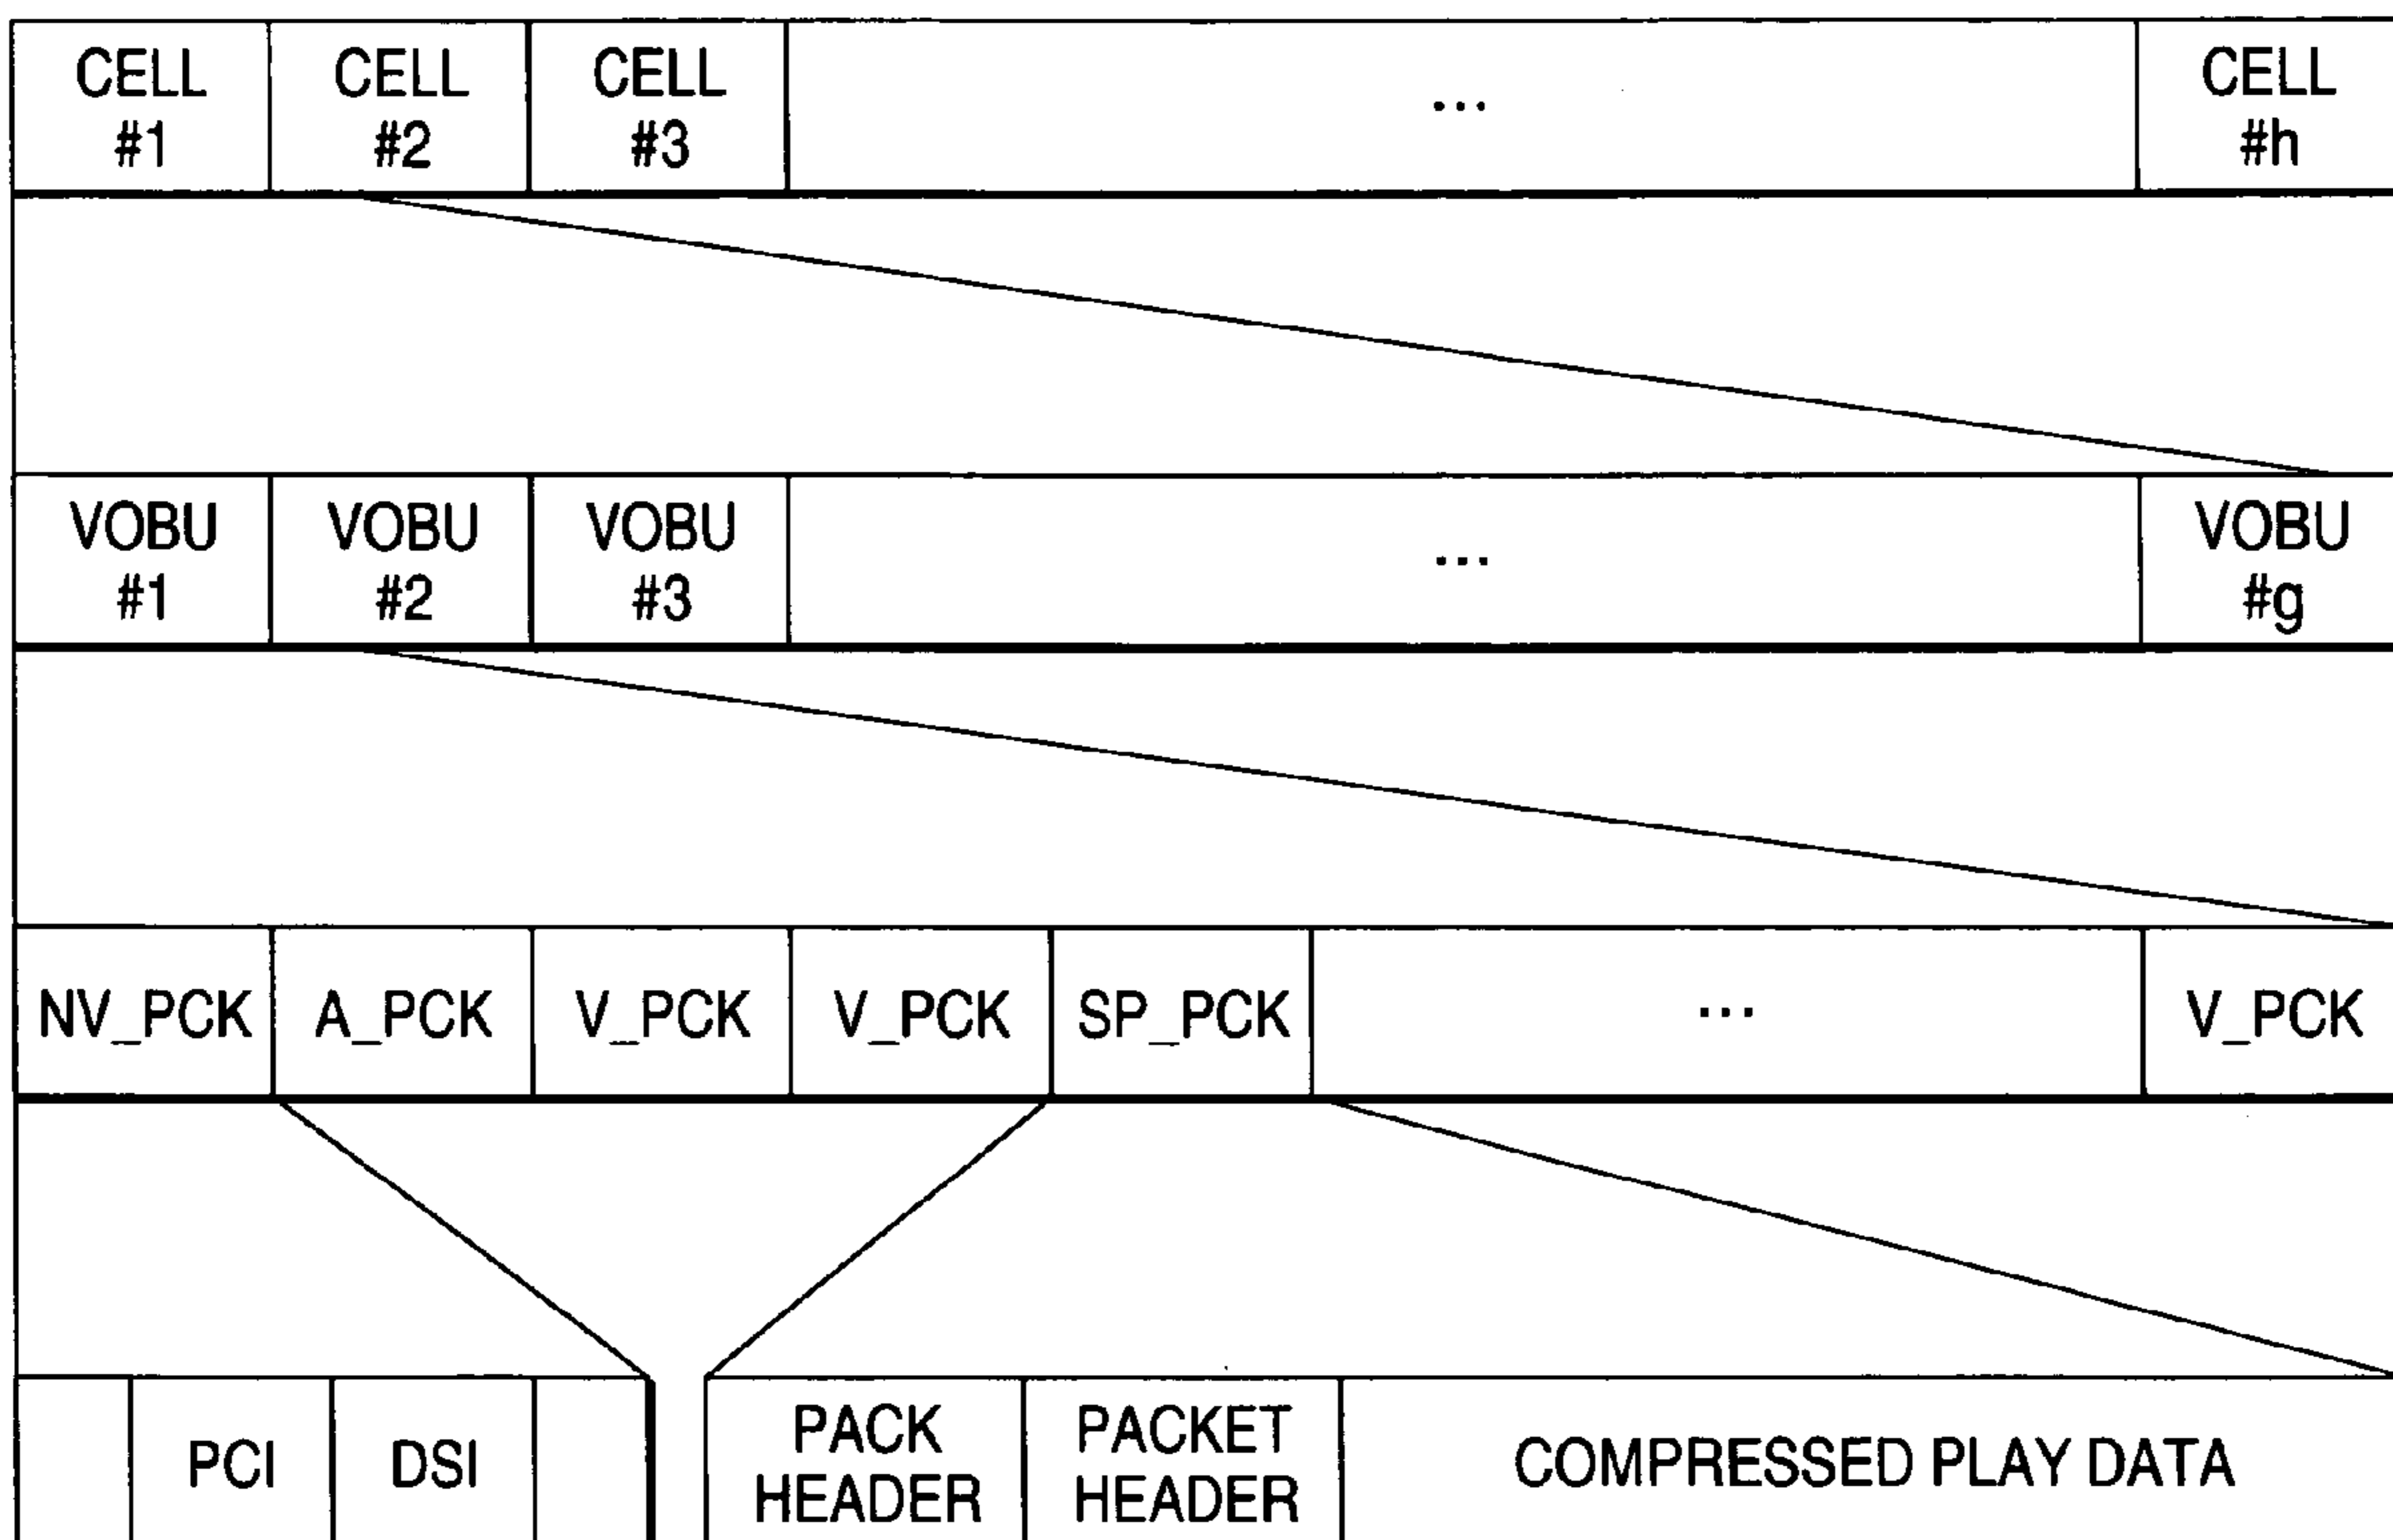 CELL #1 CELL #2 CELL #3 ... CELL #h
VOBU #1 VOBU #2 VOBU #3 ... VOBU #g
NV_PCK A_PCK V_PCK V_PCK SP_PCK ... V_PCK
PCI DSI PACK HEADER PACKET HEADER COMPRESSED PLAY DATA